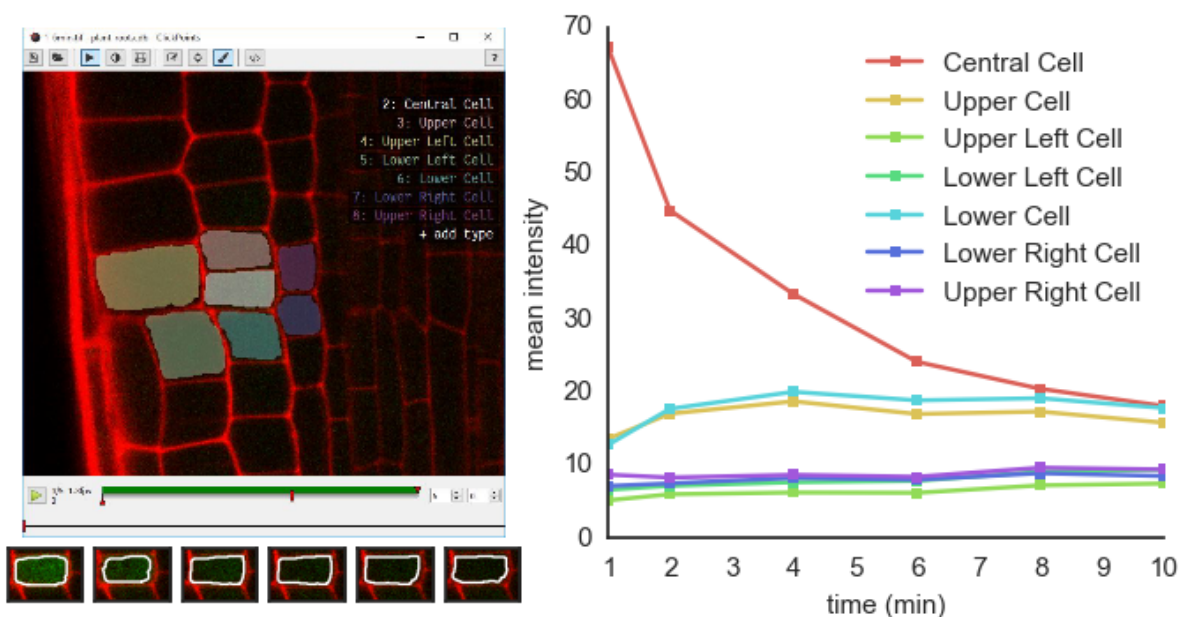 ClickPoints
?
2: Central Cell
3: Upper Cell
4: Upper Left Cell
5: Lower Left Cell
6: Lower Cell
7: Lower Right Cell
8: Upper Right Cell
+ add type
70
60
50
40
30
20
10
0
mean intensity
Central Cell
Upper Cell
Upper Left Cell
Lower Left Cell
Lower Cell
Lower Right Cell
Upper Right Cell
1 2 3 4 5 6 7 8 9 10
time (min)